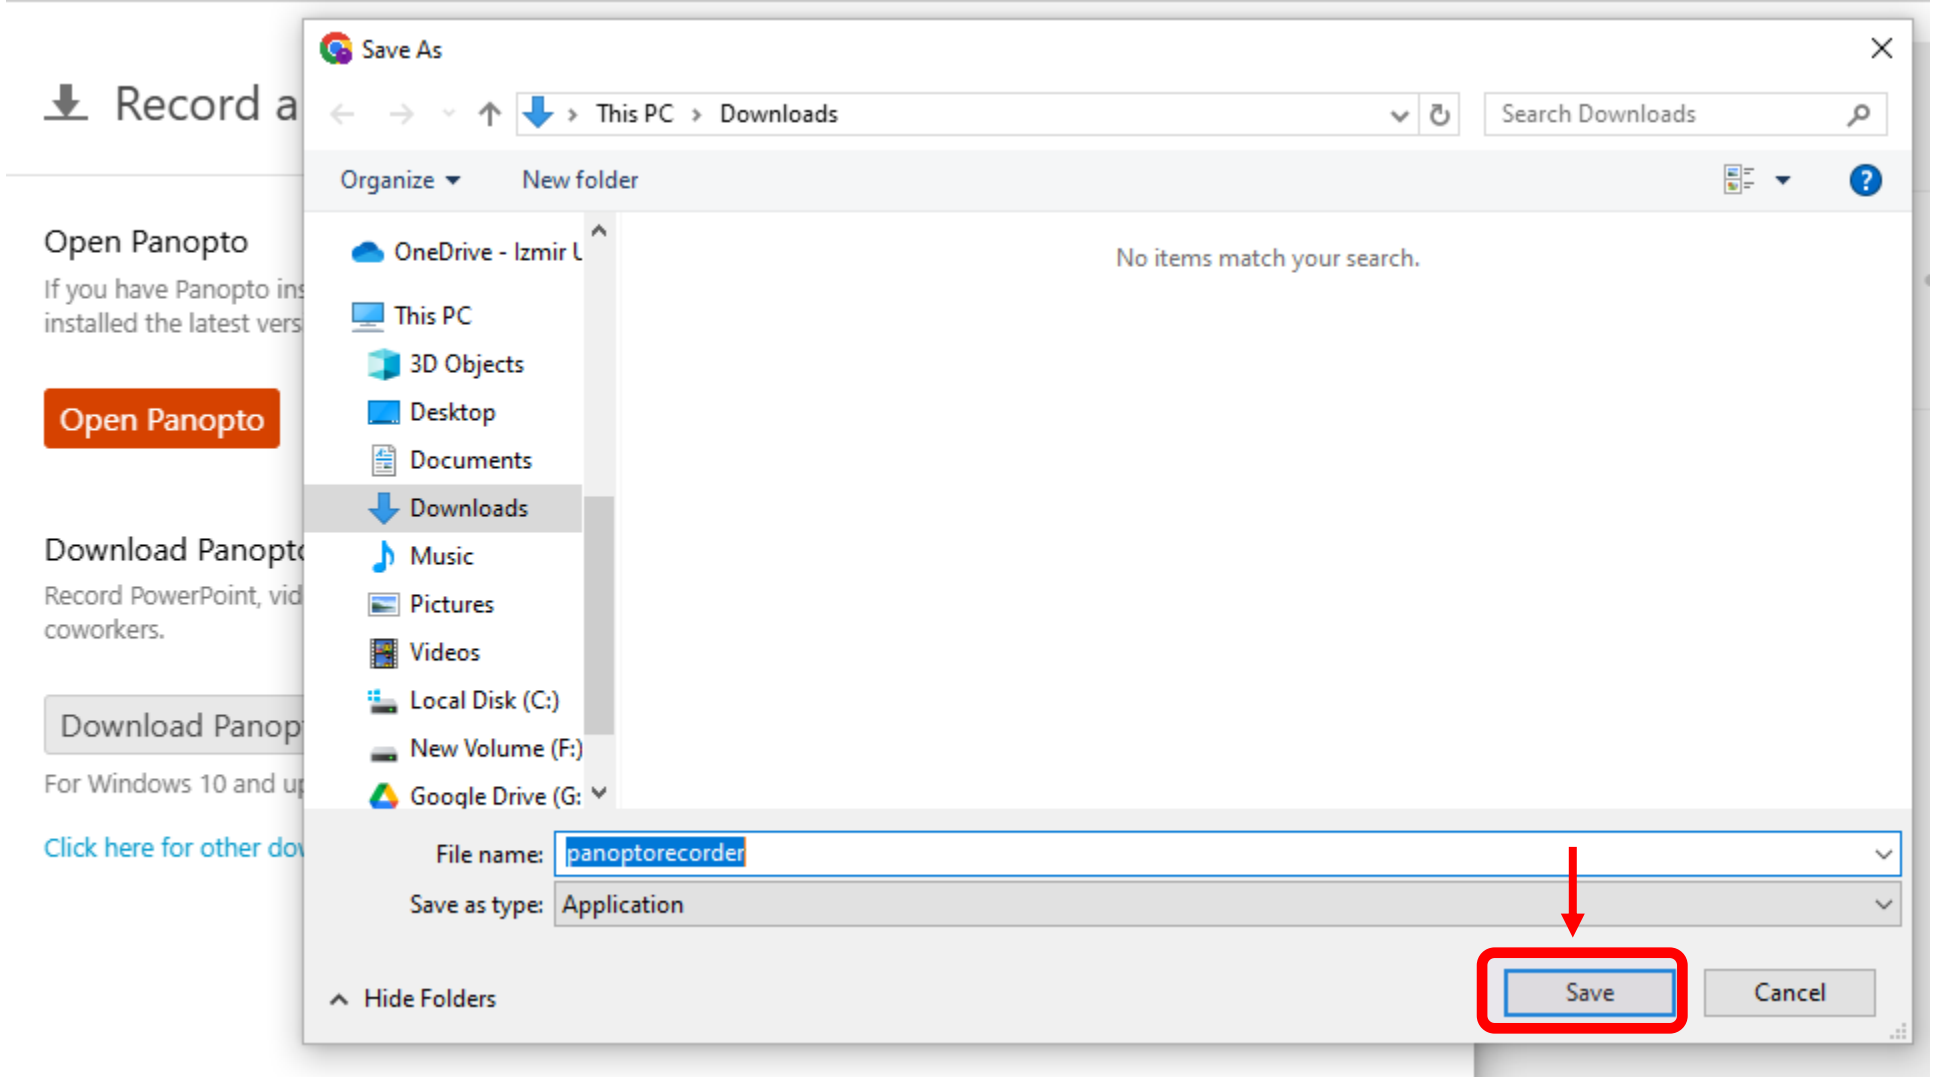 Save As
Record a
This PC > Downloads
Search Downloads
Organize
New folder
?
Open Panopto
If you have Panopto ins
installed the latest vers
Open Panopto
Download Panopto
Record PowerPoint, vid
coworkers.
Download Panop
For Windows 10 and up
Click here for other dow
OneDrive - Izmir U
This PC
3D Objects
Desktop
Documents
Downloads
Music
Pictures
Videos
Local Disk (C:)
New Volume (F:)
Google Drive (G:
No items match your search.
File name: panoptorecorder
Save as type: Application
Hide Folders
Save
Cancel